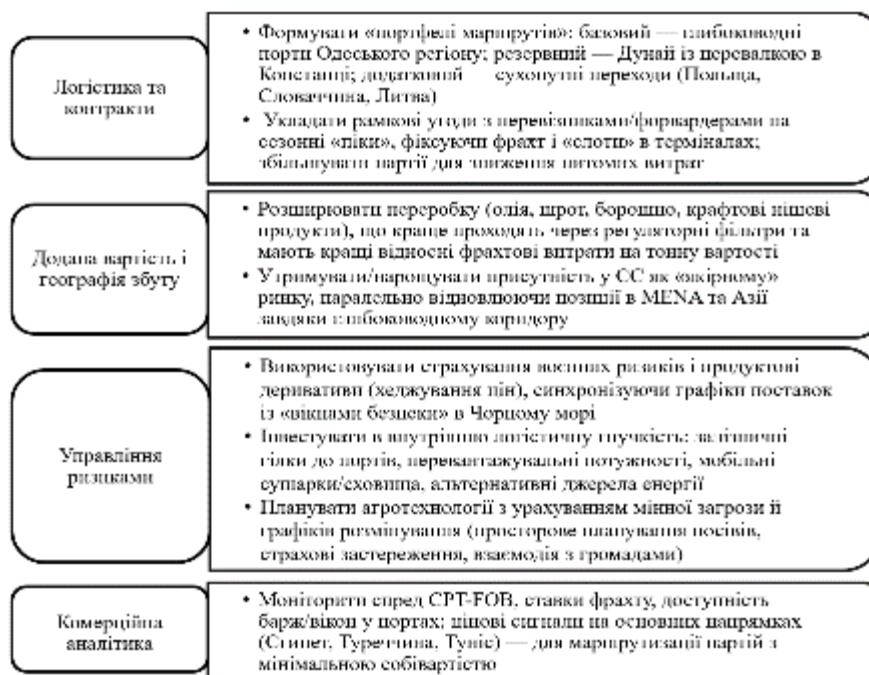 Логістика та
контракти
• Формувати «портфелі маршрутів»: базовий — глибоководні
порти Одеського регіону; резервний — Дунай із перевалкою в
Констанці; додатковий — сухопутні переходи (Польща,
Словаччина, Литва)
• Укладати рамкові угоди з перевізниками/форвардерами на
сезонні «піки», фіксуючи фрахт і «слоти» в терміналах;
збільшувати партії для зниження питомих витрат
Додана вартість і
географія збуту
• Розширювати переробку (олія, шрот, борошно, крафтові нішеві
продукти), що краще проходять через регуляторні фільтри та
мають кращі відносні фрахтові витрати на тонну вартості
• Утримувати/нарощувати присутність у ЄС як «якірному»
ринку, паралельно відновлюючи позиції в MENA та Азії
завдяки глибоководному коридору
Управління
ризиками
• Використовувати страхування воєнних ризиків і продуктові
деривативи (хеджування цін), синхронізуючи графіки поставок
із «вікнами безпеки» в Чорному морі
• Інвестувати в внутрішню логістичну гнучкість: залізничні
гілки до портів, перевантажувальні потужності, мобільні
сушарки/сховища, альтернативні джерела енергії
• Планувати агротехнології з урахуванням мінної загрози й
графіків розмінування (просторове планування посівів,
страхові застереження, взаємодія з громадами)
Комерційна
аналітика
• Моніторити спред CPT-FOB, ставки фрахту, доступність
барж/вікон у портах; цінові сигнали на основних напрямках
(Єгипет, Туреччина, Туніс) — для маршрутизації партій з
мінімальною собівартістю